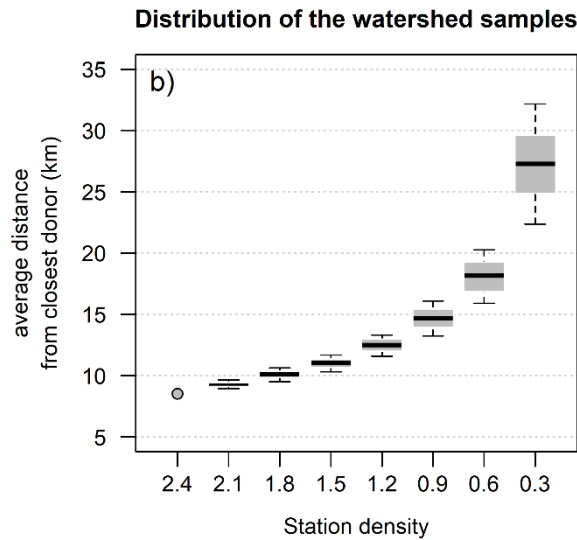 Distribution of the watershed samples
b)
average distance
from closest donor (km)
35
30
25
20
15
10
5
2.4 2.1 1.8 1.5 1.2 0.9 0.6 0.3
Station density